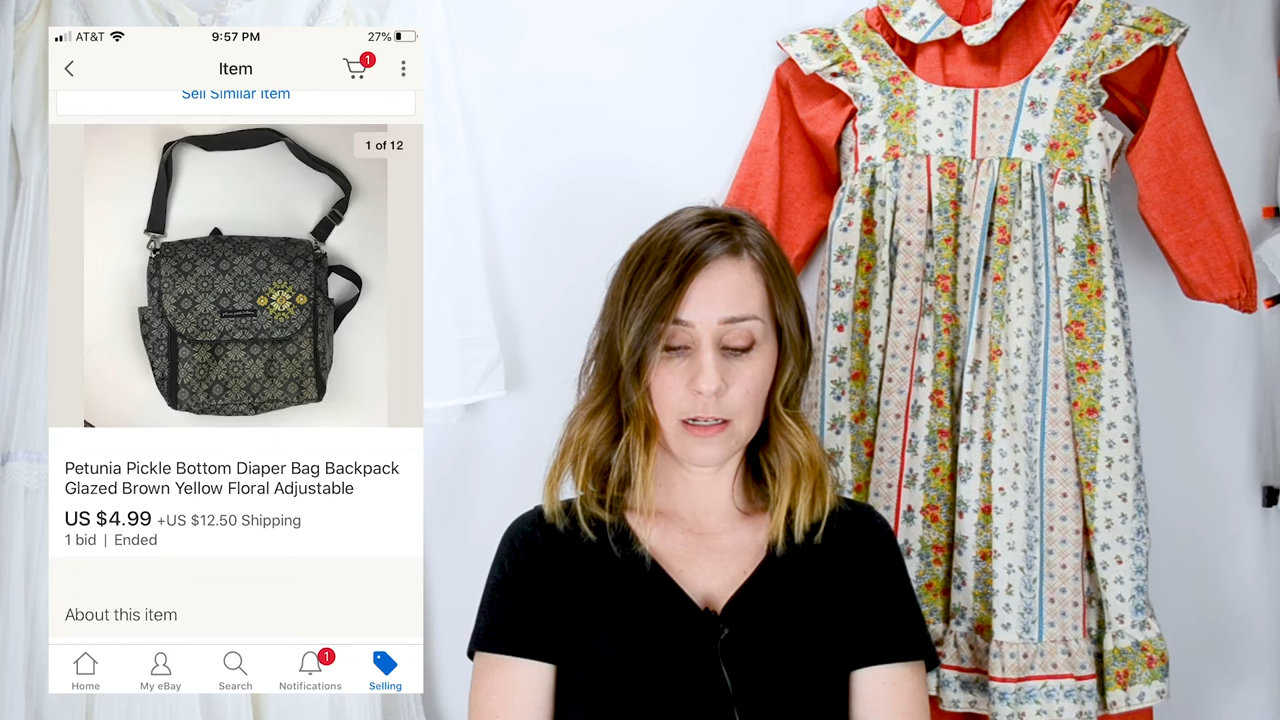 AT&T
9:57 PM
27%
Item
1
Sell Similar Item
1 of 12
Petunia Pickle Bottom Diaper Bag Backpack
Glazed Brown Yellow Floral Adjustable
US $4.99 +US $12.50 Shipping
1 bid | Ended
About this item
1
Home
My eBay
Search
Notifications
Selling